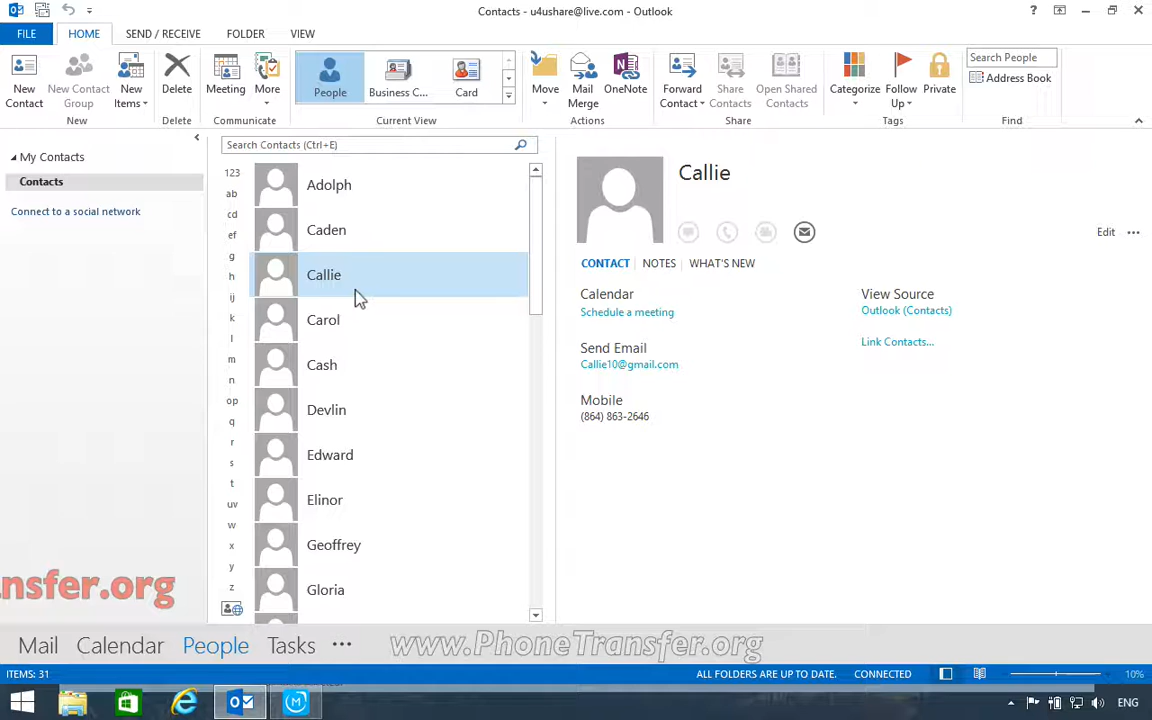 Contacts - u4ushare@live.com - Outlook
?
FILE HOME SEND / RECEIVE FOLDER VIEW
New Contact
New Contact Group
New Items
New
Delete
Delete
Meeting
More
Communicate
People
Business C...
Card
Current View
Move
Mail Merge
OneNote
Actions
Forward Contact
Share Contacts
Open Shared Contacts
Share
Categorize
Follow Up
Private
Tags
Search People
Address Book
Find
My Contacts
Contacts
Connect to a social network
Search Contacts (Ctrl+E)
123
ab
cd
ef
g
h
ij
k
l
m
n
op
q
r
s
t
uv
w
x
y
z
Adolph
Caden
Callie
Carol
Cash
Devlin
Edward
Elinor
Geoffrey
Gloria
Callie
Edit
CONTACT NOTES WHAT'S NEW
Calendar
Schedule a meeting
Send Email
Callie10@gmail.com
Mobile
(864) 863-2646
View Source
Outlook (Contacts)
Link Contacts...
nsfer.org
Mail Calendar People Tasks ···
www.PhoneTransfer.org
ITEMS: 31
ALL FOLDERS ARE UP TO DATE. CONNECTED 10%
ENG